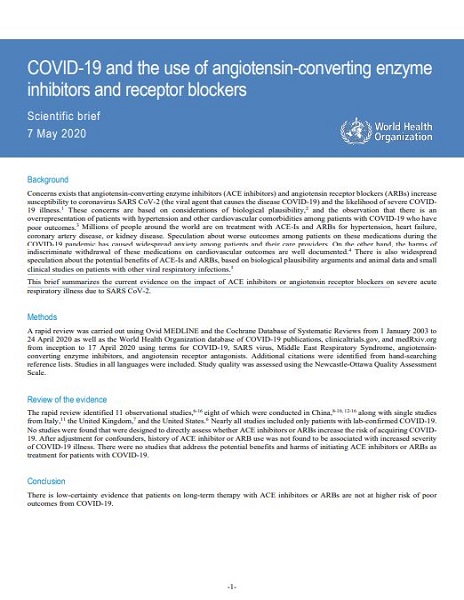 COVID-19 and the use of angiotensin-converting enzyme
inhibitors and receptor blockers
Scientific brief
7 May 2020
World Health
Organization
Background
Concerns exists that angiotensin-converting enzyme inhibitors (ACE inhibitors) and angiotensin receptor blockers (ARBs) increase
susceptibility to coronavirus SARS CoV-2 (the viral agent that causes the disease COVID-19) and the likelihood of severe COVID-
19 illness.1 These concerns are based on considerations of biological plausibility,2 and the observation that there is an
overrepresentation of patients with hypertension and other cardiovascular comorbidities among patients with COVID-19 who have
poor outcomes.3 Millions of people around the world are on treatment with ACE-Is and ARBs for hypertension, heart failure,
coronary artery disease, or kidney disease. Speculation about worse outcomes among patients on these medications during the
COVID-19 pandemic has caused widespread anxiety among patients and their care providers. On the other hand, the harms of
indiscriminate withdrawal of these medications on cardiovascular outcomes are well documented.4 There is also widespread
speculation about the potential benefits of ACE-Is and ARBs, based on biological plausibility arguments and animal data and small
clinical studies on patients with other viral respiratory infections.5
This brief summarizes the current evidence on the impact of ACE inhibitors or angiotensin receptor blockers on severe acute
respiratory illness due to SARS CoV-2.
Methods
A rapid review was carried out using Ovid MEDLINE and the Cochrane Database of Systematic Reviews from 1 January 2003 to
24 April 2020 as well as the World Health Organization database of COVID-19 publications, clinicaltrials.gov, and medRxiv.org
from inception to 17 April 2020 using terms for COVID-19, SARS virus, Middle East Respiratory Syndrome, angiotensin-
converting enzyme inhibitors, and angiotensin receptor antagonists. Additional citations were identified from hand-searching
reference lists. Studies in all languages were included. Study quality was assessed using the Newcastle-Ottawa Quality Assessment
Scale.
Review of the evidence
The rapid review identified 11 observational studies,6-16 eight of which were conducted in China,8-10, 12-16 along with single studies
from Italy,11 the United Kingdom,7 and the United States.6 Nearly all studies included only patients with lab-confirmed COVID-19.
No studies were found that were designed to directly assess whether ACE inhibitors or ARBs increase the risk of acquiring COVID-
19. After adjustment for confounders, history of ACE inhibitor or ARB use was not found to be associated with increased severity
of COVID-19 illness. There were no studies that address the potential benefits and harms of initiating ACE inhibitors or ARBs as
treatment for patients with COVID-19.
Conclusion
There is low-certainty evidence that patients on long-term therapy with ACE inhibitors or ARBs are not at higher risk of poor
outcomes from COVID-19.
-1-